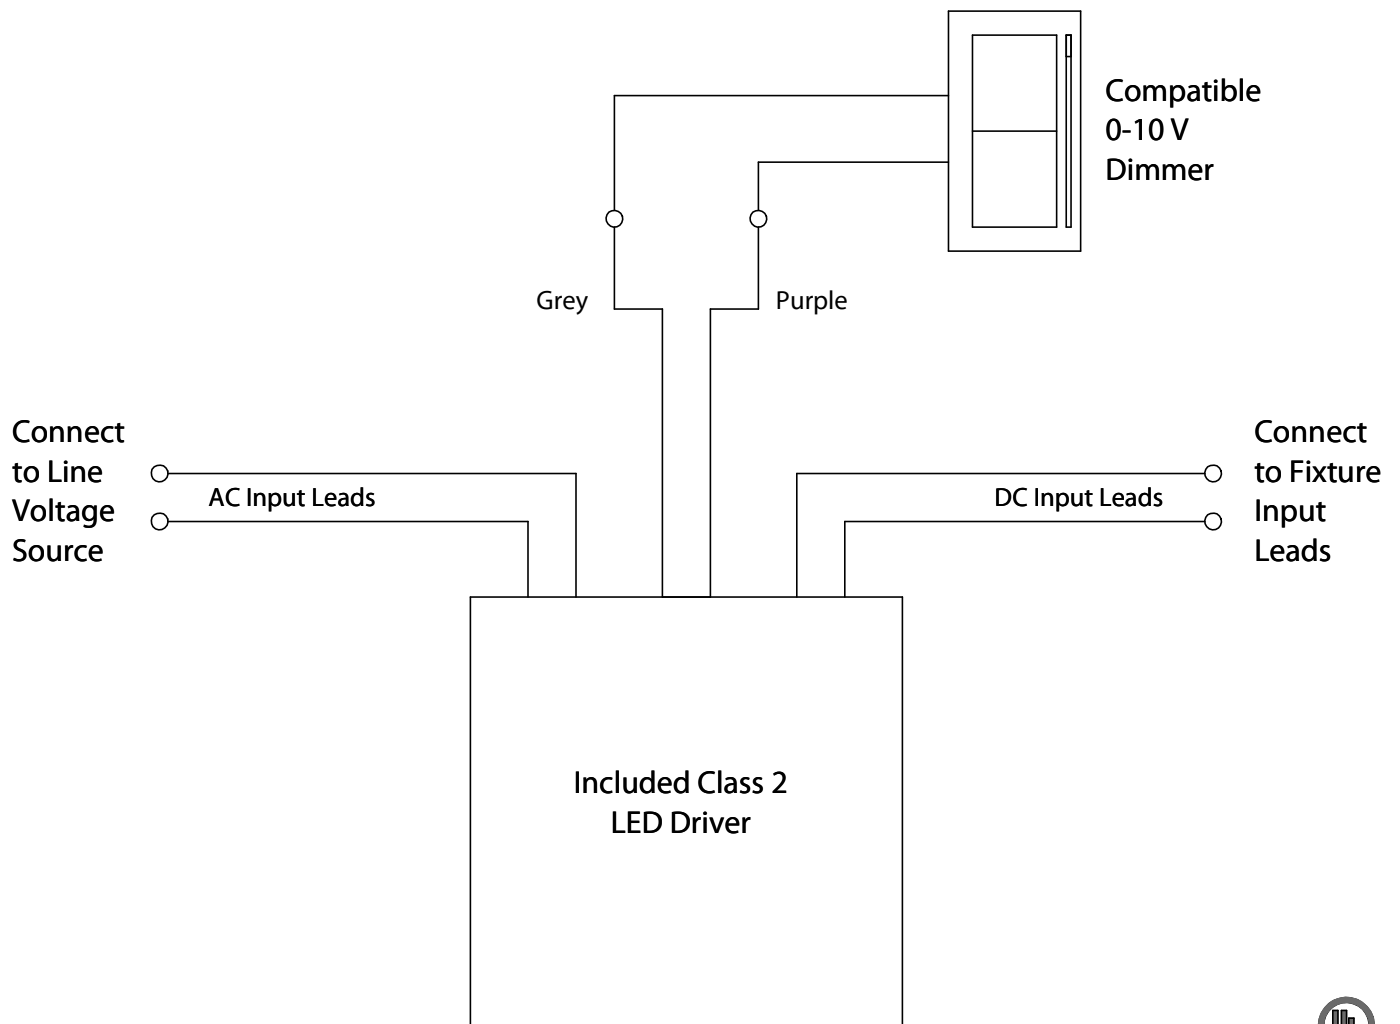 Compatible
0-10 V
Dimmer
Grey
Purple
Connect
to Line
Voltage
Source
AC Input Leads
DC Input Leads
Connect
to Fixture
Input
Leads
Included Class 2
LED Driver